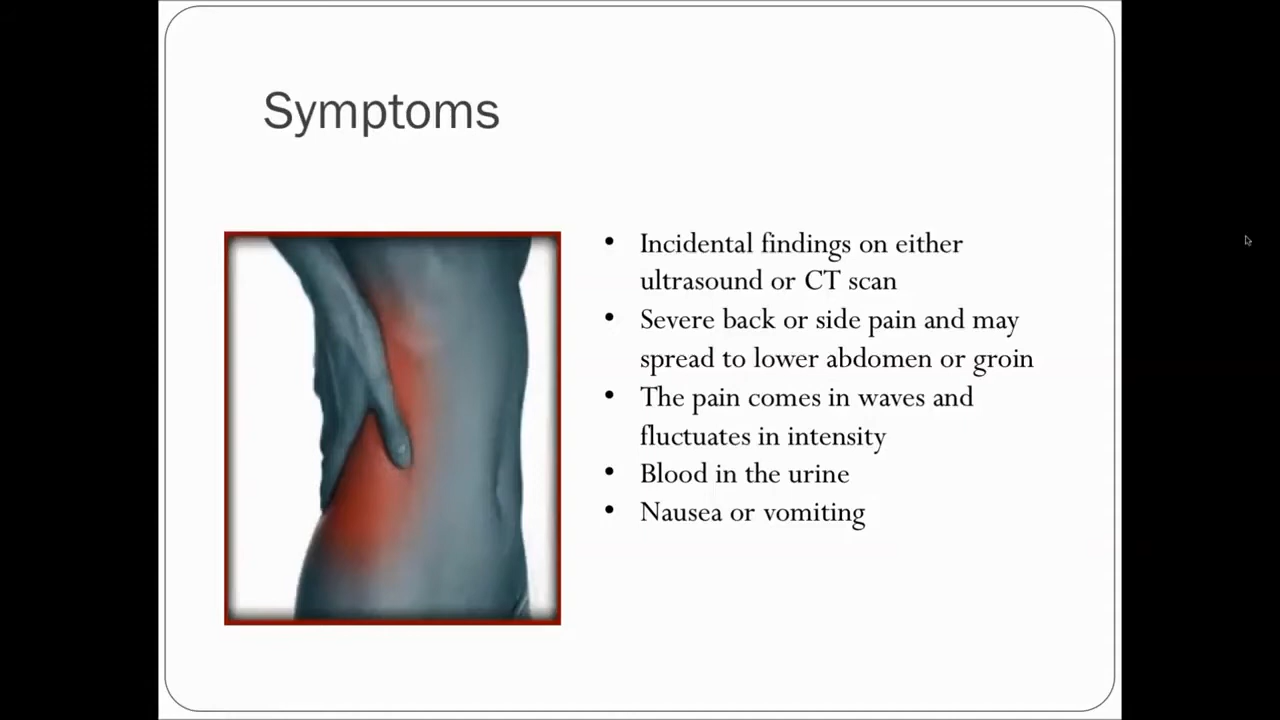 Symptoms
• Incidental findings on either
ultrasound or CT scan
• Severe back or side pain and may
spread to lower abdomen or groin
• The pain comes in waves and
fluctuates in intensity
• Blood in the urine
• Nausea or vomiting